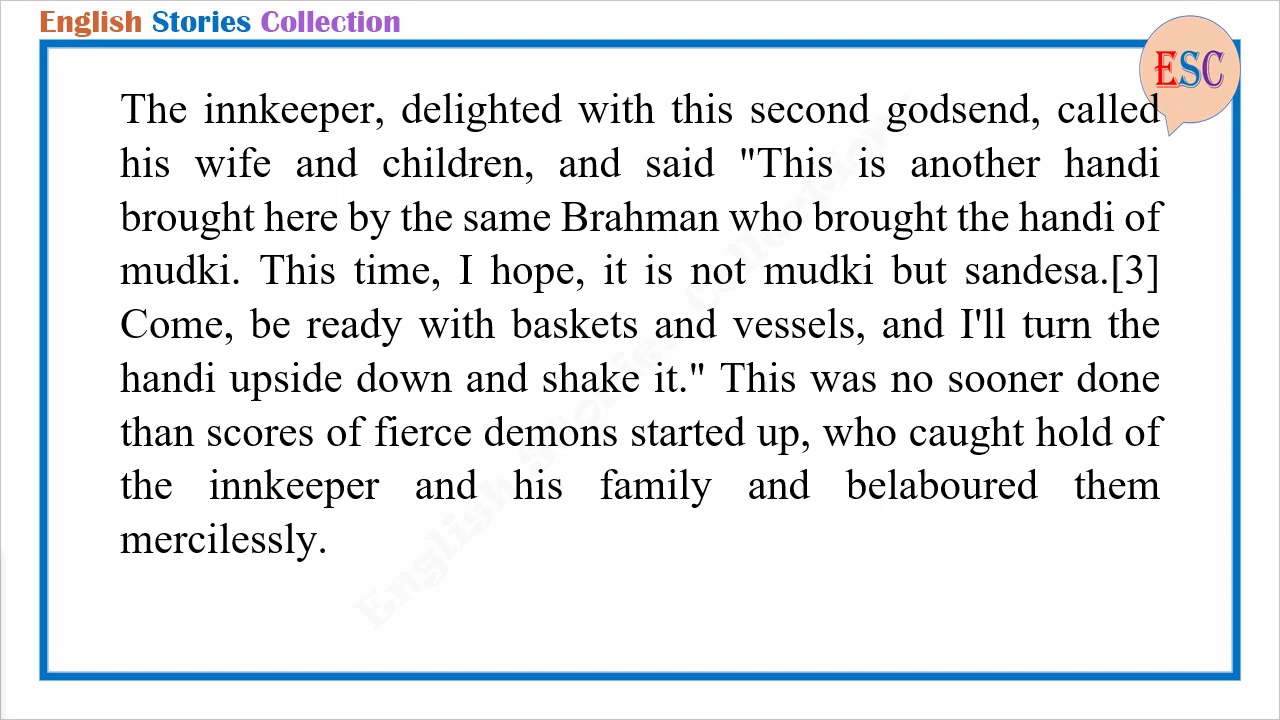 English Stories Collection
ESC
The innkeeper, delighted with this second godsend, called
his wife and children, and said "This is another handi
brought here by the same Brahman who brought the handi of
mudki. This time, I hope, it is not mudki but sandesa.[3]
Come, be ready with baskets and vessels, and I'll turn the
handi upside down and shake it." This was no sooner done
than scores of fierce demons started up, who caught hold of
the innkeeper and his family and belaboured them
mercilessly.
English Stories Collection